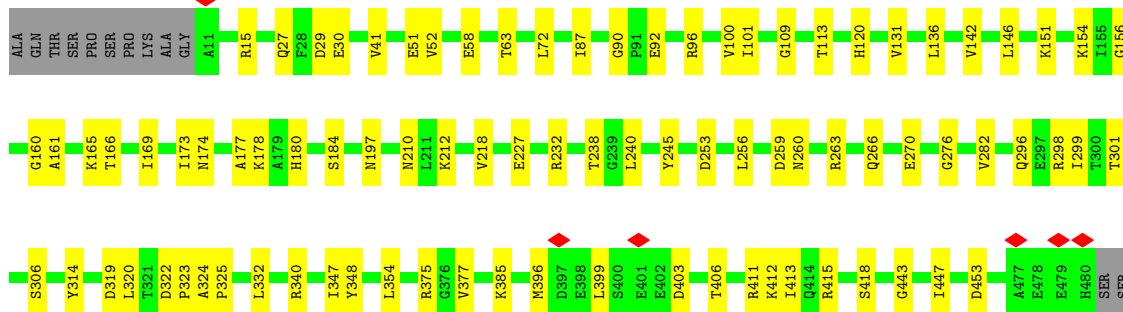 ALA GLN THR SER PRO SER PRO LYS ALA GLY A11 R15 Q27 F28 D29 E30 V41 E51 V52 E58 T63 L72 I87 G90 P91 E92 R96 V100 I101 G109 T113 H120 V131 L136 V142 L146 K151 K154 I155 G156
G160 A161 K165 T166 I169 I173 N174 A177 K178 A179 H180 S184 N197 N210 L211 K212 V218 E227 R232 T238 G239 L240 Y245 D253 L256 D259 N260 R263 Q266 E270 G276 V282 Q296 E297 R298 I299 T300 T301
S306 Y314 D319 L320 T321 D322 P323 A324 P325 L332 R340 I347 Y348 L354 R375 G376 V377 K385 M396 D397 E398 L399 S400 E401 E402 D403 T406 R411 K412 I413 Q414 R415 S418 G443 I447 D453 A477 E478 E479 H480 SER SER